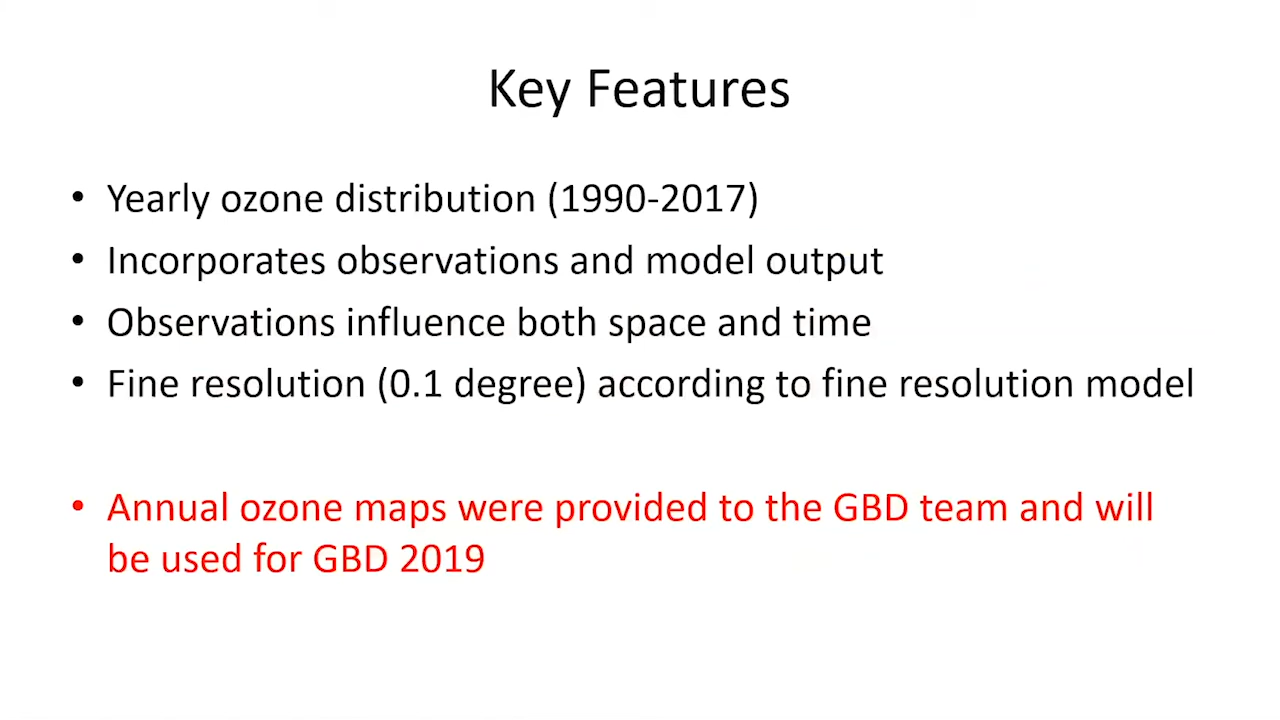 Key Features
• Yearly ozone distribution (1990-2017)
• Incorporates observations and model output
• Observations influence both space and time
• Fine resolution (0.1 degree) according to fine resolution model
• Annual ozone maps were provided to the GBD team and will
be used for GBD 2019